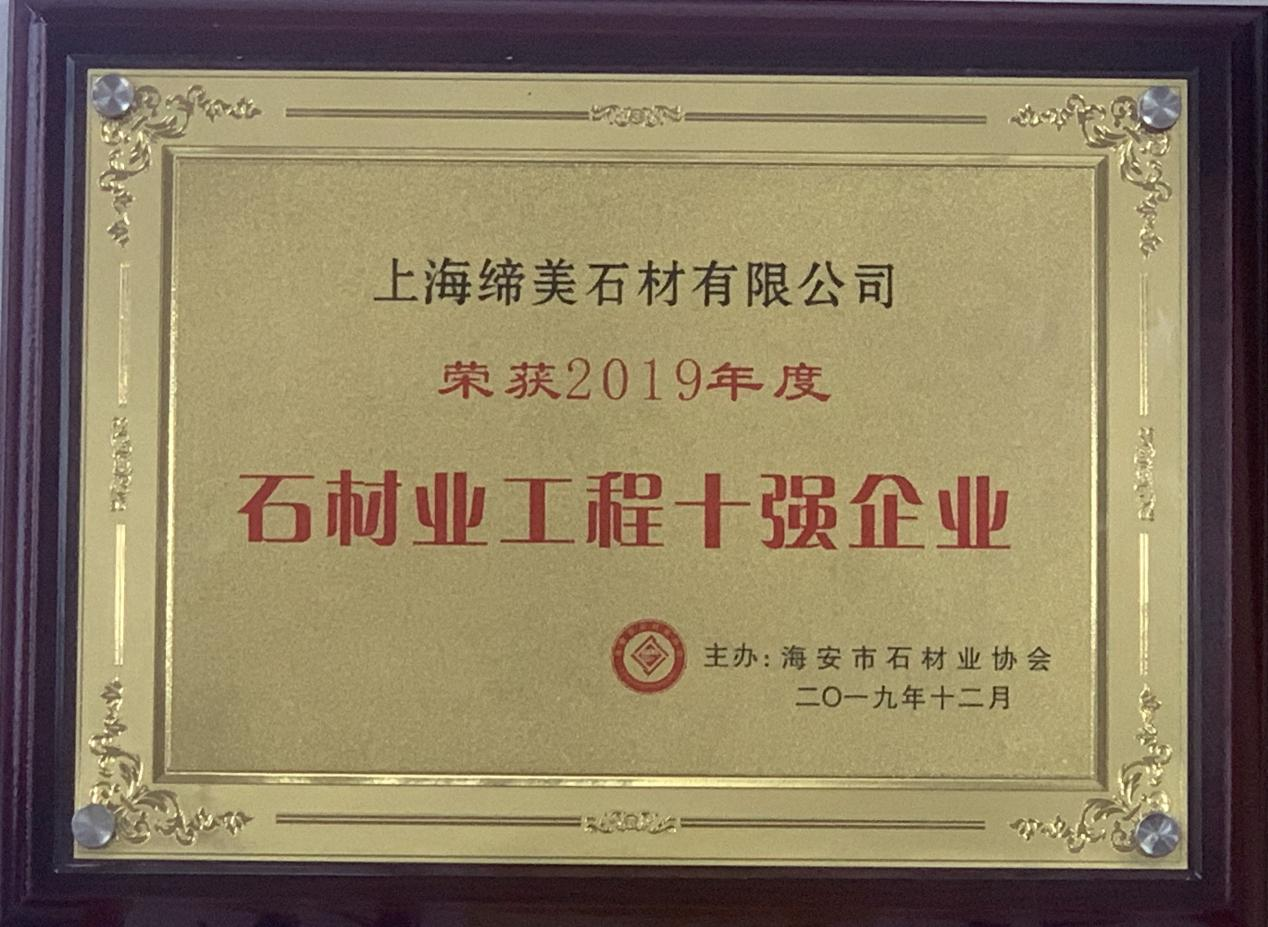 上海缔美石材有限公司
荣获2019年度
石材业工程十强企业
主办:海安市石材业协会
二〇一九年十二月